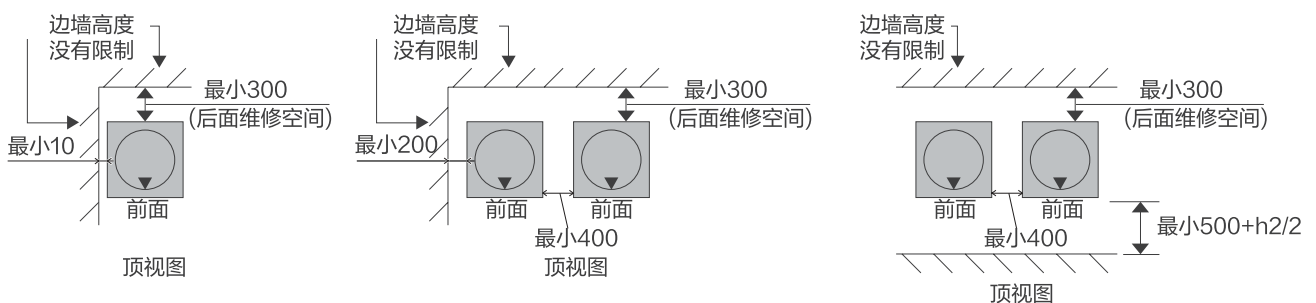 边墙高度
没有限制
最小300
(后面维修空间)
最小10
前面
顶视图
边墙高度
没有限制
最小300
(后面维修空间)
最小200
前面
前面
最小400
顶视图
边墙高度
没有限制
最小300
(后面维修空间)
前面
前面
最小400
最小500+h2/2
顶视图